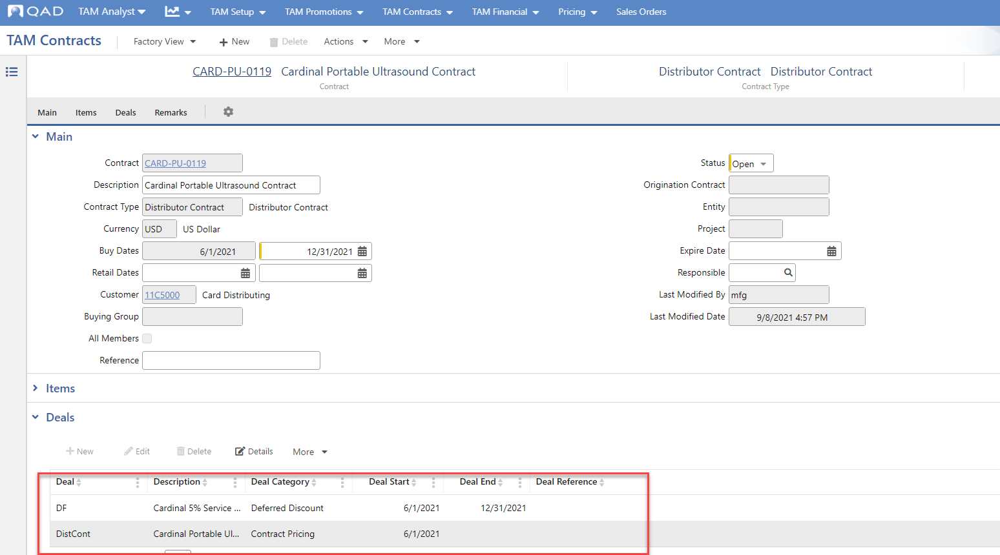 QAD TAM Analyst TAM Setup TAM Promotions TAM Contracts TAM Financial Pricing Sales Orders
TAM Contracts Factory View New Delete Actions More
CARD-PU-0119 Cardinal Portable Ultrasound Contract
Contract
Distributor Contract Distributor Contract
Contract Type
Main Items Deals Remarks
Main
Contract CARD-PU-0119
Description Cardinal Portable Ultrasound Contract
Contract Type Distributor Contract Distributor Contract
Currency USD US Dollar
Buy Dates 6/1/2021 12/31/2021
Retail Dates
Customer 11C5000 Card Distributing
Buying Group
All Members
Reference
Status Open
Origination Contract
Entity
Project
Expire Date
Responsible
Last Modified By mfg
Last Modified Date 9/8/2021 4:57 PM
Items
Deals
New Edit Delete Details More
Deal Description Deal Category Deal Start Deal End Deal Reference
DF Cardinal 5% Service ... Deferred Discount 6/1/2021 12/31/2021
DistCont Cardinal Portable Ul... Contract Pricing 6/1/2021